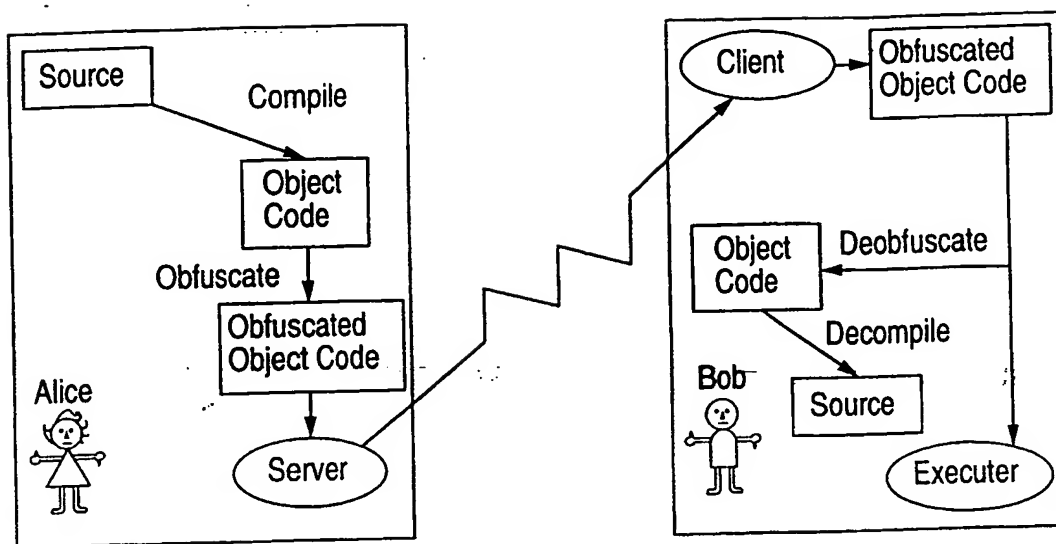 Source
Compile
Object
Code
Obfuscate
Obfuscated
Object Code
Alice
Server
Client
Obfuscated
Object Code
Object
Code
Deobfuscate
Decompile
Bob
Source
Executer